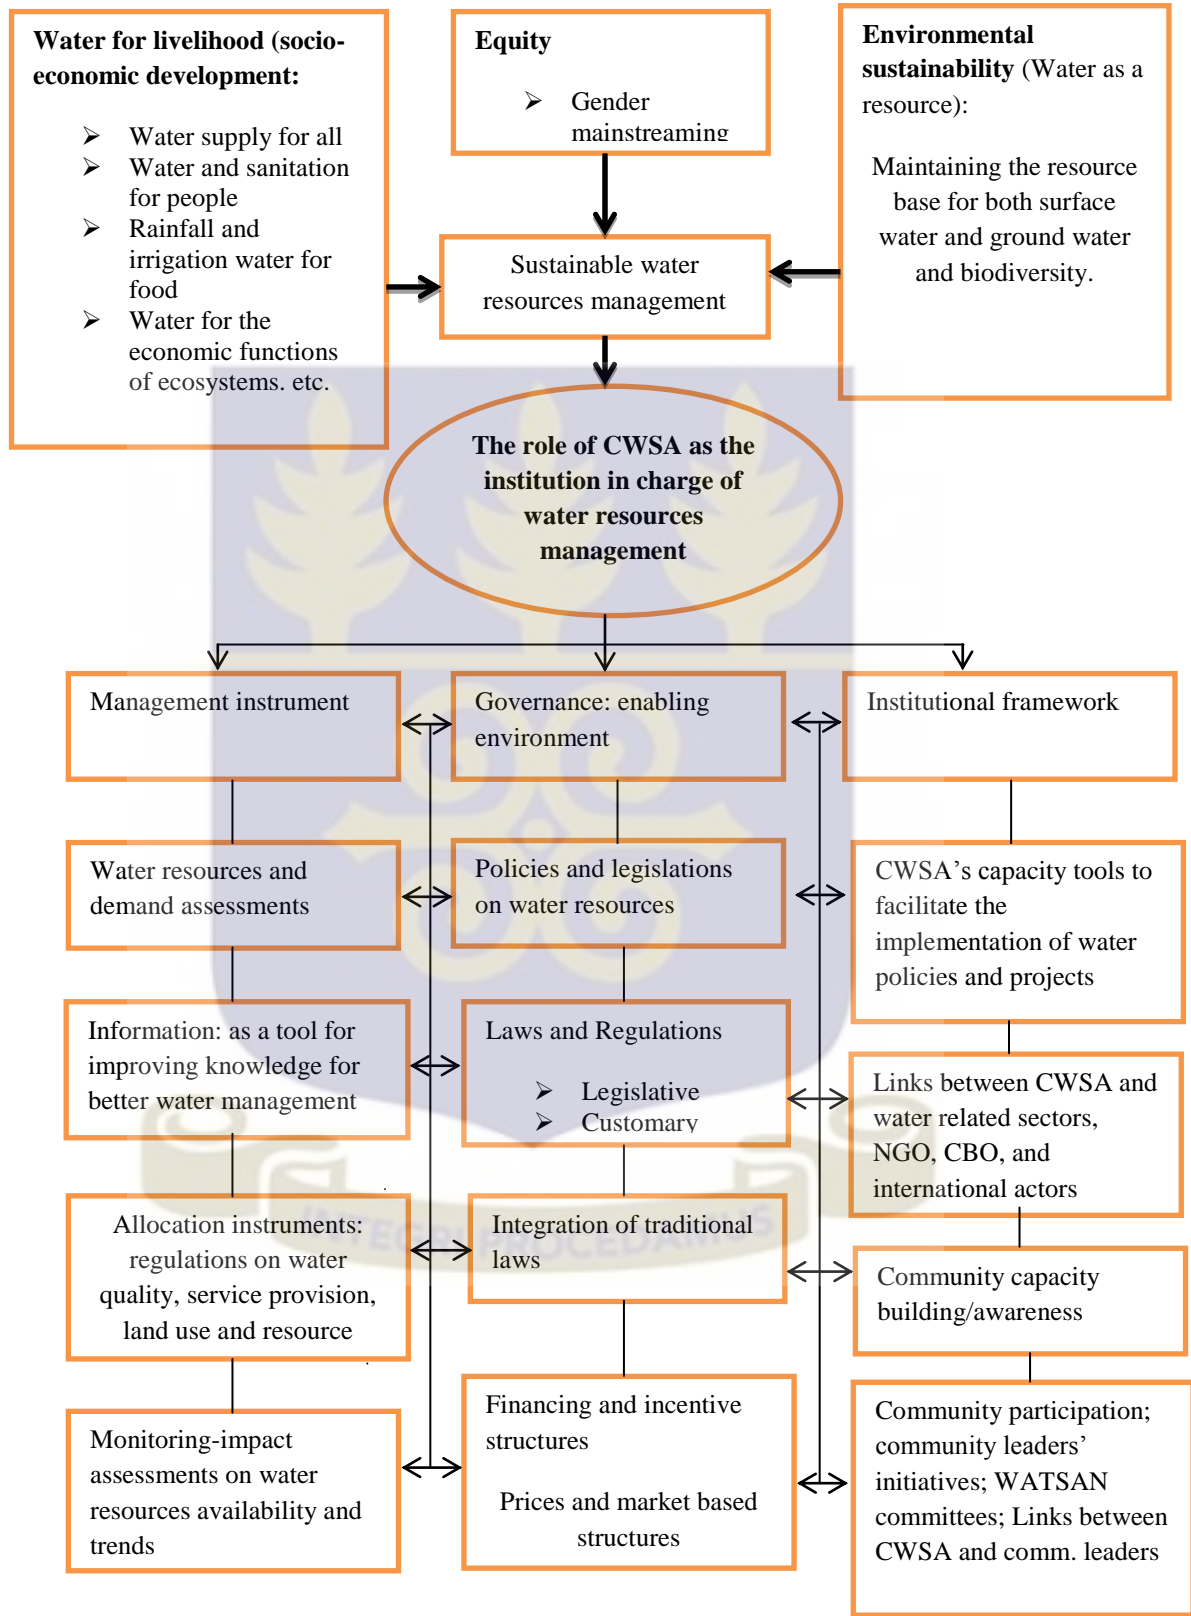 Water for livelihood (socio-
economic development:
➢ Water supply for all
➢ Water and sanitation
for people
➢ Rainfall and
irrigation water for
food
➢ Water for the
economic functions
of ecosystems. etc.
Equity
➢ Gender
mainstreaming
Environmental
sustainability (Water as a
resource):
Maintaining the resource
base for both surface
water and ground water
and biodiversity.
Sustainable water
resources management
The role of CWSA as the
institution in charge of
water resources
management
Management instrument
Governance: enabling
environment
Institutional framework
Water resources and
demand assessments
Policies and legislations
on water resources
CWSA’s capacity tools to
facilitate the
implementation of water
policies and projects
Information: as a tool for
improving knowledge for
better water management
Laws and Regulations
➢ Legislative
➢ Customary
Links between CWSA and
water related sectors,
NGO, CBO, and
international actors
Allocation instruments:
regulations on water
quality, service provision,
land use and resource
Integration of traditional
laws
Community capacity
building/awareness
Monitoring-impact
assessments on water
resources availability and
trends
Financing and incentive
structures
Prices and market based
structures
Community participation;
community leaders’
initiatives; WATSAN
committees; Links between
CWSA and comm. leaders
INTEGRI PROCEDAMUS